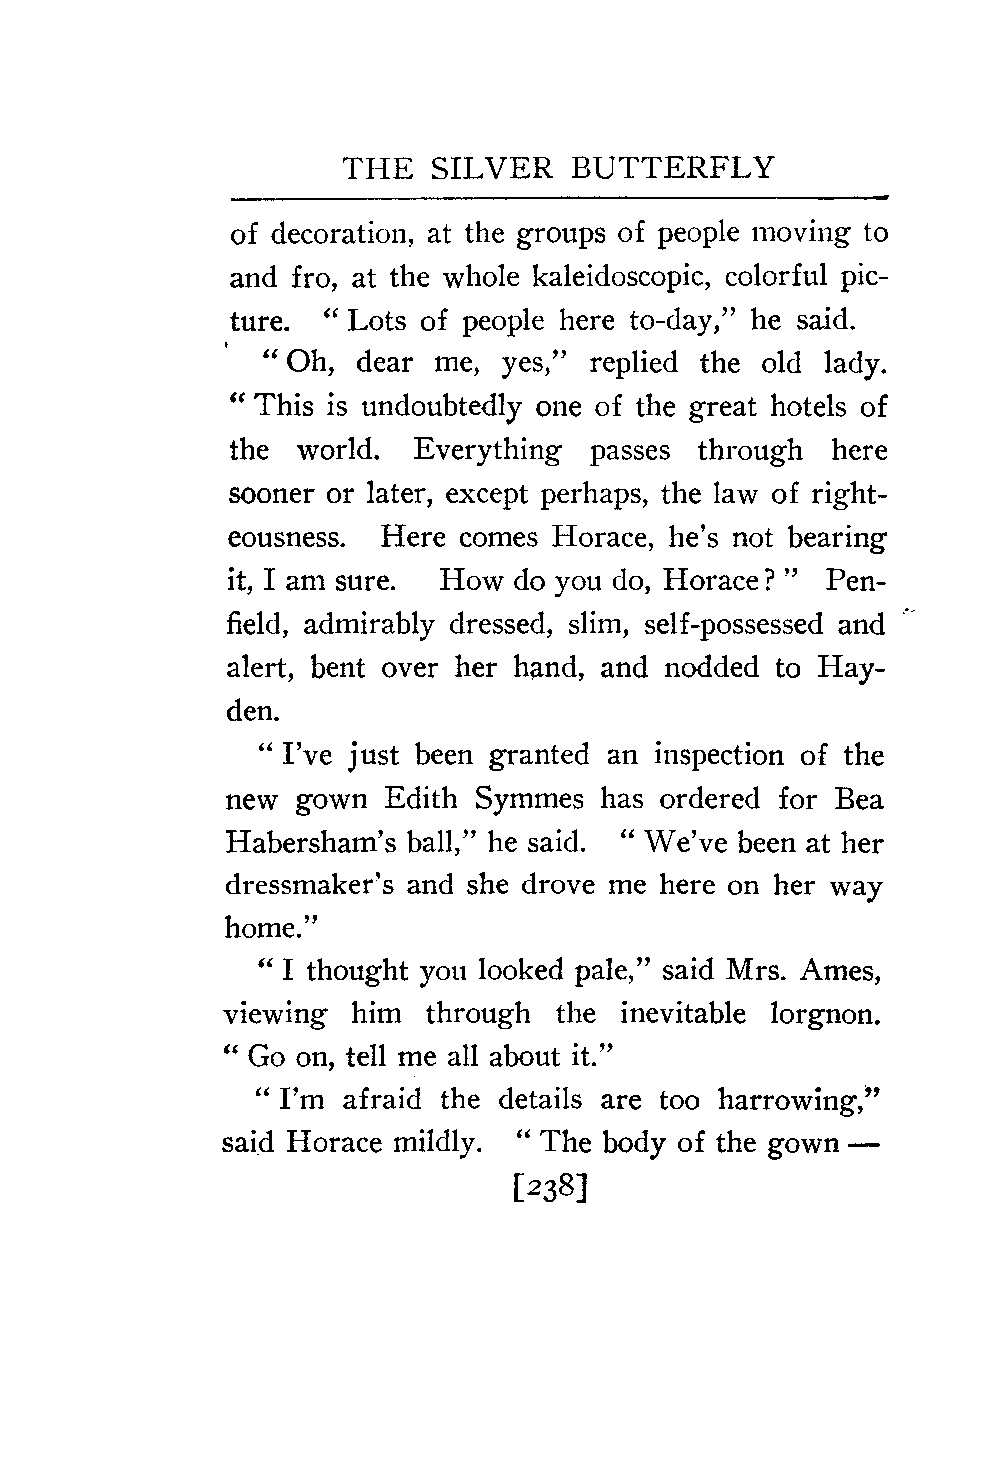 THE SILVER BUTTERFLY
of decoration, at the groups of people moving to
and fro, at the whole kaleidoscopic, colorful pic-
ture. “ Lots of people here to-day,” he said.
“ Oh, dear me, yes,” replied the old lady.
“ This is undoubtedly one of the great hotels of
the world. Everything passes through here
sooner or later, except perhaps, the law of right-
eousness. Here comes Horace, he's not bearing
it, I am sure. How do you do, Horace ? ” Pen-
field, admirably dressed, slim, self-possessed and
alert, bent over her hand, and nodded to Hay-
den.
“ I've just been granted an inspection of the
new gown Edith Symmes has ordered for Bea
Habersham's ball,” he said. “ We've been at her
dressmaker's and she drove me here on her way
home.”
“ I thought you looked pale,” said Mrs. Ames,
viewing him through the inevitable lorgnon.
“ Go on, tell me all about it.”
“ I'm afraid the details are too harrowing,”
said Horace mildly. “ The body of the gown —
[238]